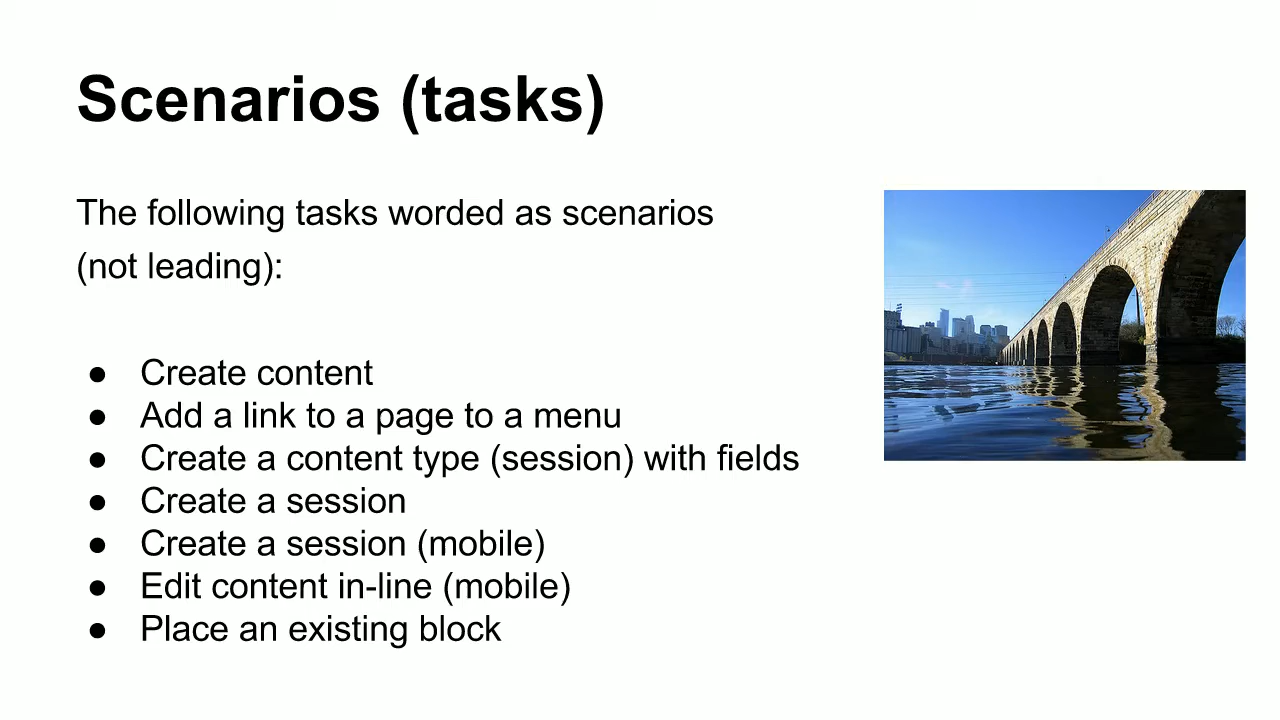 Scenarios (tasks)
The following tasks worded as scenarios
(not leading):
● Create content
● Add a link to a page to a menu
● Create a content type (session) with fields
● Create a session
● Create a session (mobile)
● Edit content in-line (mobile)
● Place an existing block